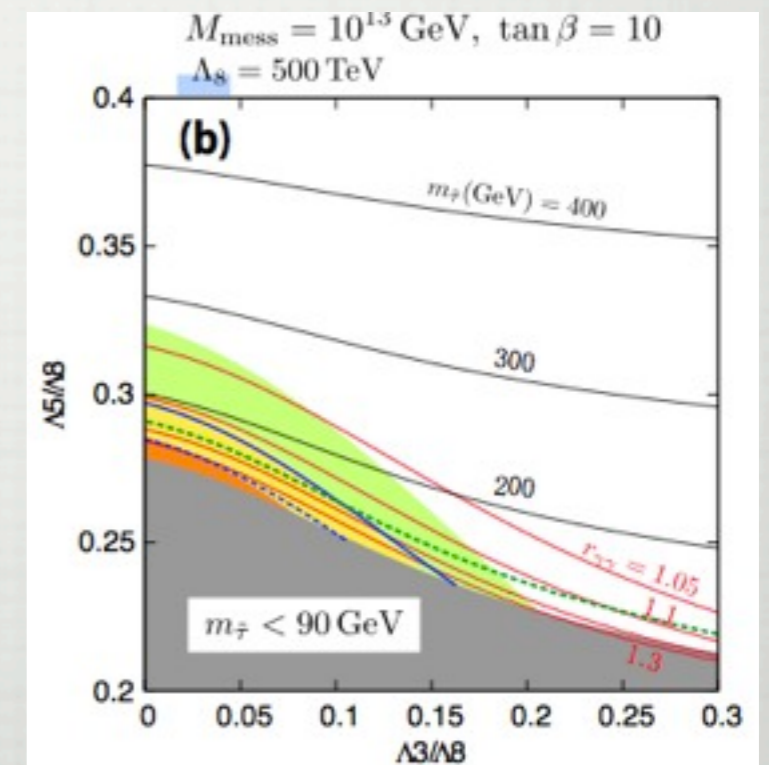 M_mess = 10^13 GeV, tan β = 10
Λ₈ = 500 TeV
(b)
0.4
0.35
0.3
0.25
0.2
Λ5/Λ8
m_τ̃(GeV) = 400
300
200
r_γγ = 1.05
1.1
1.3
m_τ̃ < 90 GeV
0 0.05 0.1 0.15 0.2 0.25 0.3
Λ3/Λ8